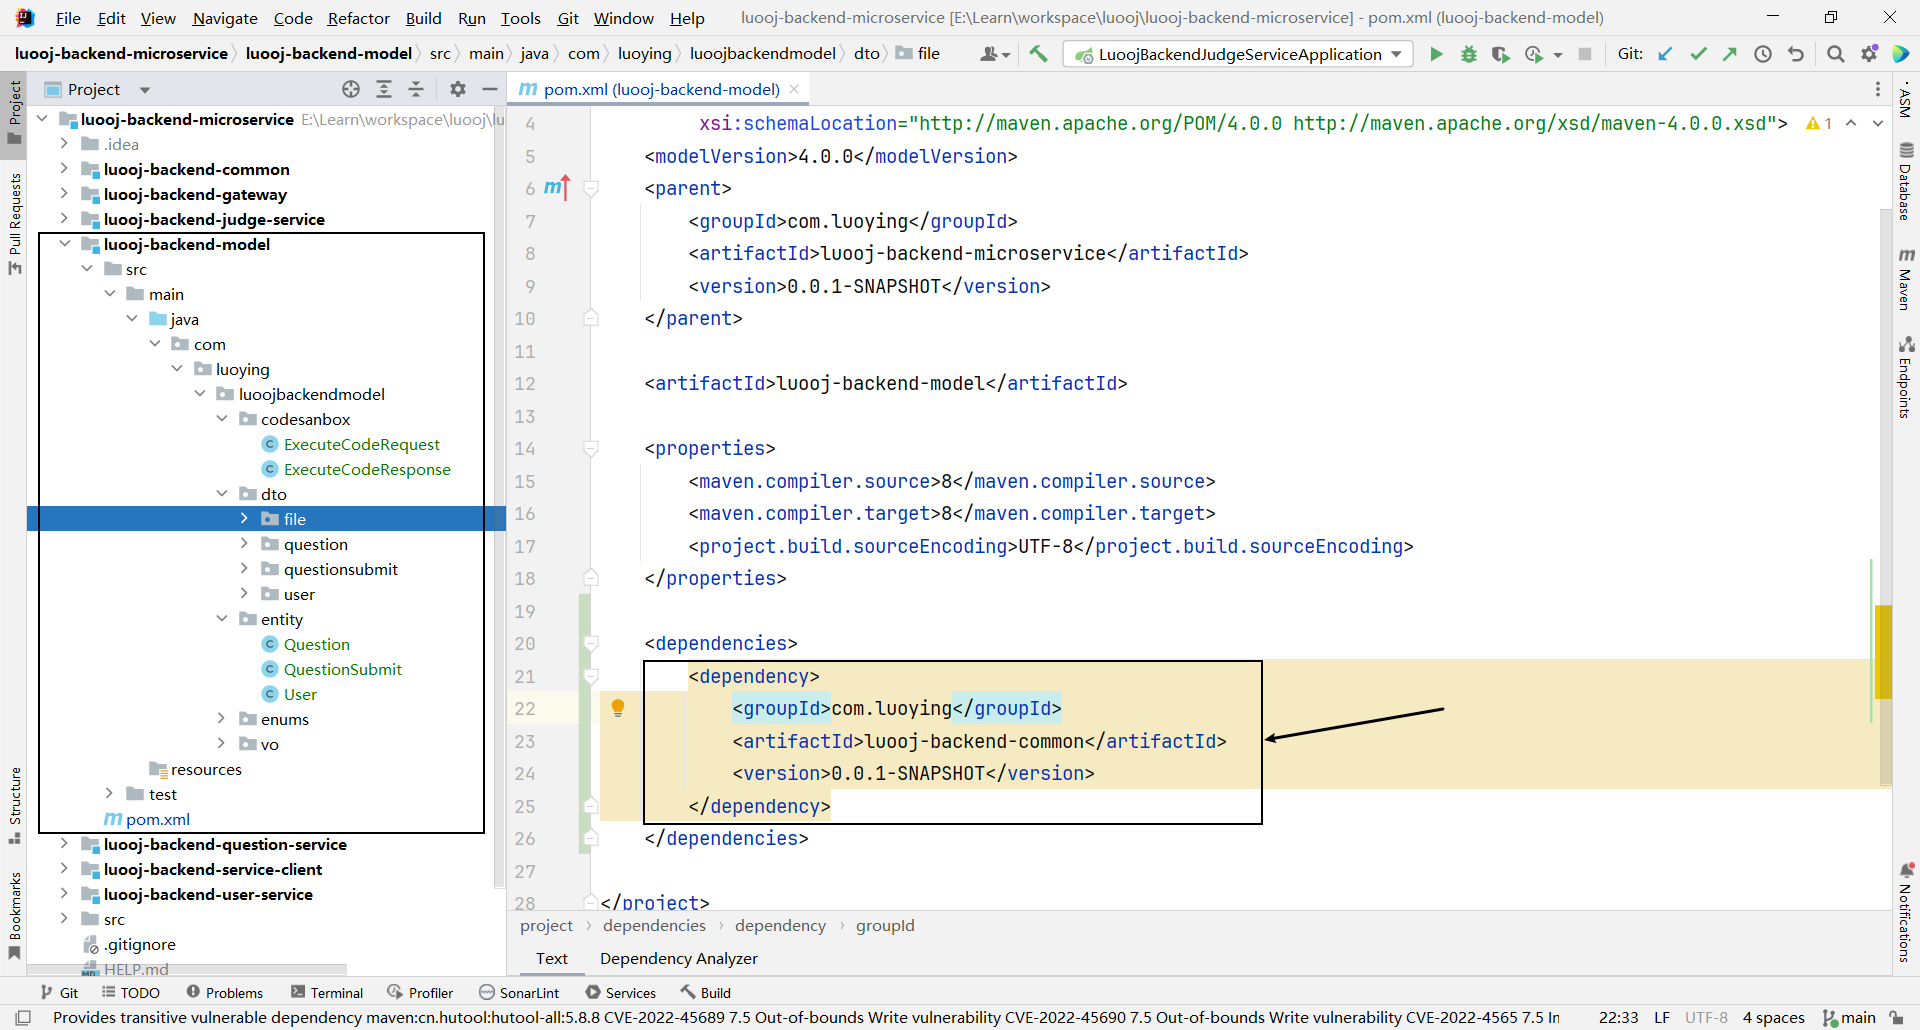 File Edit View Navigate Code Refactor Build Run Tools Git Window Help luooj-backend-microservice [E:\Learn\workspace\luooj\luooj-backend-microservice] - pom.xml (luooj-backend-model)
luooj-backend-microservice luooj-backend-model src main java com luoying luoojbackendmodel dto file LuoojBackendJudgeServiceApplication Git:
Project
pom.xml (luooj-backend-model)
Project
Pull Requests
Structure
Bookmarks
luooj-backend-microservice E:\Learn\workspace\luooj\lu
.idea
luooj-backend-common
luooj-backend-gateway
luooj-backend-judge-service
luooj-backend-model
src
main
java
com
luoying
luoojbackendmodel
codesanbox
ExecuteCodeRequest
ExecuteCodeResponse
dto
file
question
questionsubmit
user
entity
Question
QuestionSubmit
User
enums
vo
resources
test
pom.xml
luooj-backend-question-service
luooj-backend-service-client
luooj-backend-user-service
src
.gitignore
HELP.md
4 xsi:schemaLocation="http://maven.apache.org/POM/4.0.0 http://maven.apache.org/xsd/maven-4.0.0.xsd"> 1
5 <modelVersion>4.0.0</modelVersion>
6 <parent>
7 <groupId>com.luoying</groupId>
8 <artifactId>luooj-backend-microservice</artifactId>
9 <version>0.0.1-SNAPSHOT</version>
10 </parent>
11
12 <artifactId>luooj-backend-model</artifactId>
13
14 <properties>
15 <maven.compiler.source>8</maven.compiler.source>
16 <maven.compiler.target>8</maven.compiler.target>
17 <project.build.sourceEncoding>UTF-8</project.build.sourceEncoding>
18 </properties>
19
20 <dependencies>
21 <dependency>
22 <groupId>com.luoying</groupId>
23 <artifactId>luooj-backend-common</artifactId>
24 <version>0.0.1-SNAPSHOT</version>
25 </dependency>
26 </dependencies>
27
28 </project>
project dependencies dependency groupId
Text Dependency Analyzer
ASM
Database
Maven
Endpoints
Notifications
Git TODO Problems Terminal Profiler SonarLint Services Build
Provides transitive vulnerable dependency maven:cn.hutool:hutool-all:5.8.8 CVE-2022-45689 7.5 Out-of-bounds Write vulnerability CVE-2022-45690 7.5 Out-of-bounds Write vulnerability CVE-2022-4565 7.5 In 22:33 LF UTF-8 4 spaces main